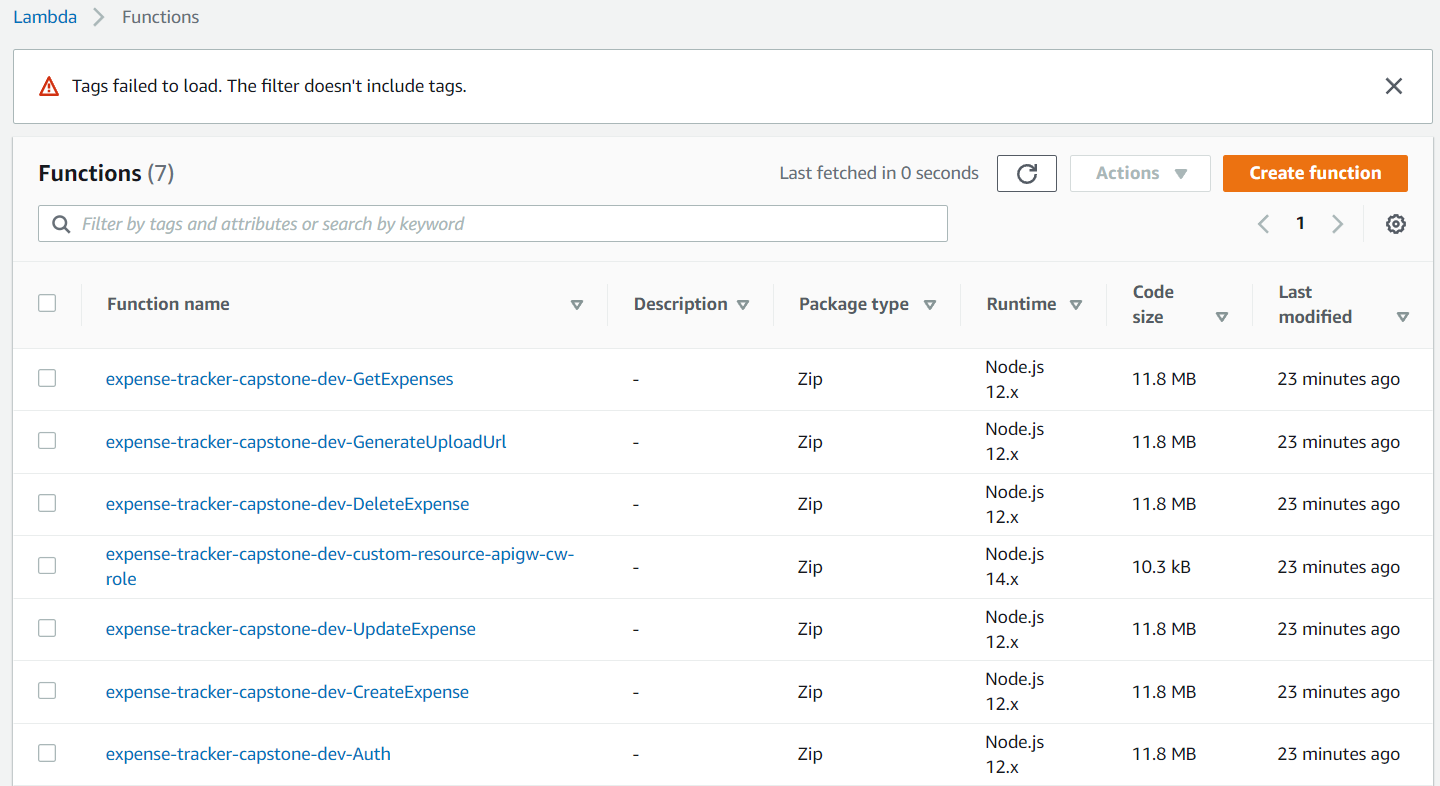 Lambda Functions
Tags failed to load. The filter doesn't include tags.
Functions (7) Last fetched in 0 seconds Actions Create function
Filter by tags and attributes or search by keyword 1
Function name Description Package type Runtime Code size Last modified
expense-tracker-capstone-dev-GetExpenses - Zip Node.js 12.x 11.8 MB 23 minutes ago
expense-tracker-capstone-dev-GenerateUploadUrl - Zip Node.js 12.x 11.8 MB 23 minutes ago
expense-tracker-capstone-dev-DeleteExpense - Zip Node.js 12.x 11.8 MB 23 minutes ago
expense-tracker-capstone-dev-custom-resource-apigw-cw-role - Zip Node.js 14.x 10.3 kB 23 minutes ago
expense-tracker-capstone-dev-UpdateExpense - Zip Node.js 12.x 11.8 MB 23 minutes ago
expense-tracker-capstone-dev-CreateExpense - Zip Node.js 12.x 11.8 MB 23 minutes ago
expense-tracker-capstone-dev-Auth - Zip Node.js 12.x 11.8 MB 23 minutes ago